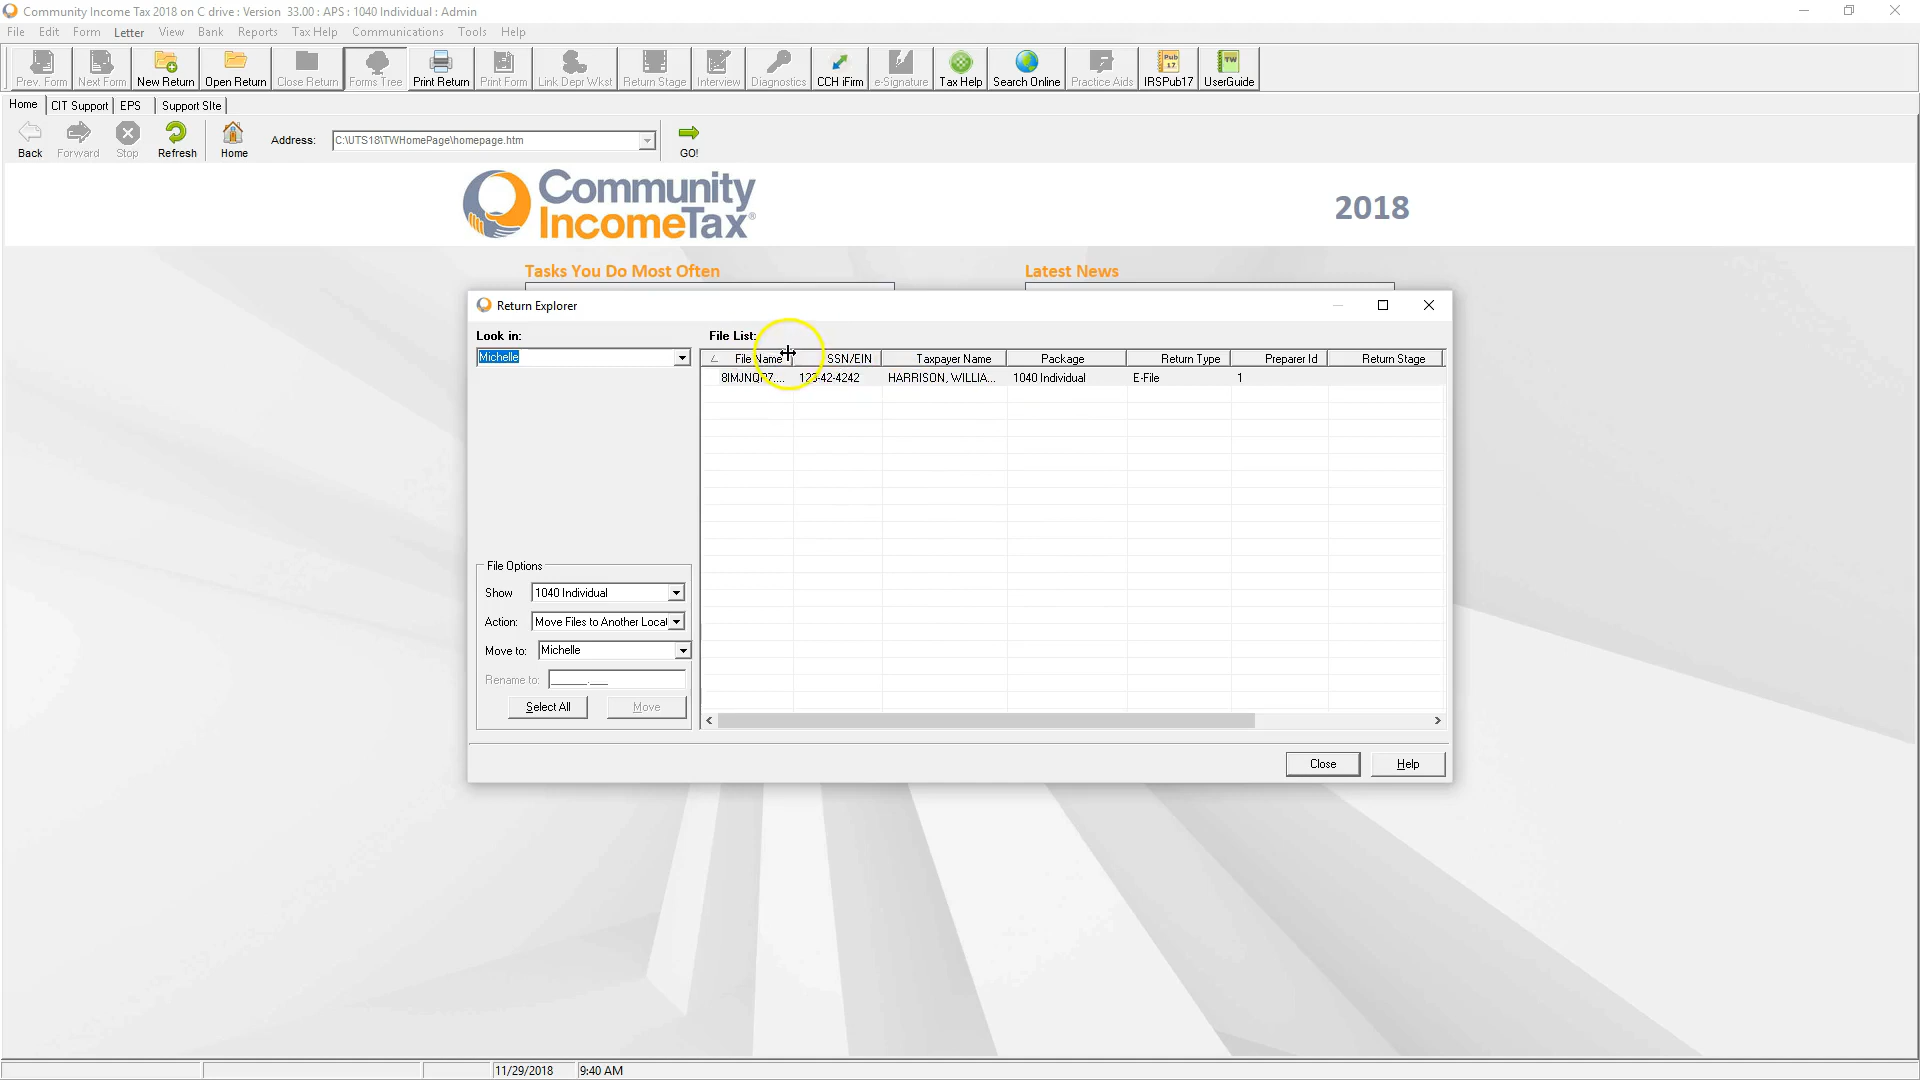 Community Income Tax 2018 on C drive : Version 33.00 : APS : 1040 Individual : Admin
File Edit Form Letter View Bank Reports Tax Help Communications Tools Help
Prev. Form Next Form New Return Open Return Close Return Forms Tree Print Return Print Form Link Depr Wkst Return Stage Interview Diagnostics CCH iFirm e-Signature Tax Help Search Online Practice Aids IRSPub17 UserGuide
Home CIT Support EPS Support SIte
Back Forward Stop Refresh Home Address: C:\UTS18\TWHomePage\homepage.htm GO!
Community
IncomeTax®
2018
Tasks You Do Most Often Latest News
Return Explorer
Look in: File List:
Michelle
File Name SSN/EIN Taxpayer Name Package Return Type Preparer Id Return Stage
123-42-4242 HARRISON, WILLIA... 1040 Individual E-File 1
File Options
Show 1040 Individual
Action: Move Files to Another Locat
Move to: Michelle
Rename to: ______.___
Select All Move
Close Help
11/29/2018 9:40 AM